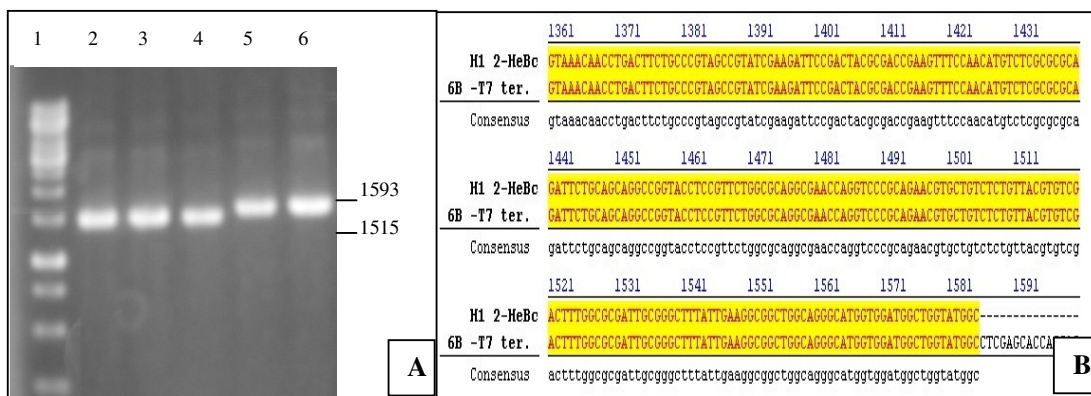 1 2 3 4 5 6
1593
1515
A
1361 1371 1381 1391 1401 1411 1421 1431
H1 2-HeBc GTAAACAACCTGACTTCTGCCCGTAGCCGTATCGAAGATTCCGACTACGCGACCGAAGTTTCCAACATGTCTCGCGCGCA
6B -T7 ter. GTAAACAACCTGACTTCTGCCCGTAGCCGTATCGAAGATTCCGACTACGCGACCGAAGTTTCCAACATGTCTCGCGCGCA
Consensus gtaaacaacctgacttctgcccgtagccgtatcgaagattccgactacgcgaccgaagtttccaacatgtctcgcgcgca
1441 1451 1461 1471 1481 1491 1501 1511
H1 2-HeBc GATTCTGCAGCAGGCCGGTACCTCCGTTCTGGCGCAGGCGAACCAGGTCCCGCAGAACGTGCTGTCTCTGTTACGTGTCG
6B -T7 ter. GATTCTGCAGCAGGCCGGTACCTCCGTTCTGGCGCAGGCGAACCAGGTCCCGCAGAACGTGCTGTCTCTGTTACGTGTCG
Consensus gattctgcagcaggccggtacctccgttctggcgcaggcgaaccaggtcccgcagaacgtgctgtctctgttacgtgtcg
1521 1531 1541 1551 1561 1571 1581 1591
H1 2-HeBc ACTTTGGCGCGATTGCGGGCTTTATTGAAGGCGGCTGGCAGGGCATGGTGGATGGCTGGTATGGC---------------
6B -T7 ter. ACTTTGGCGCGATTGCGGGCTTTATTGAAGGCGGCTGGCAGGGCATGGTGGATGGCTGGTATGGCCTCGAGCACCA
Consensus actttggcgcgattgcgggctttattgaaggcggctggcagggcatggtggatggctggtatggc
B